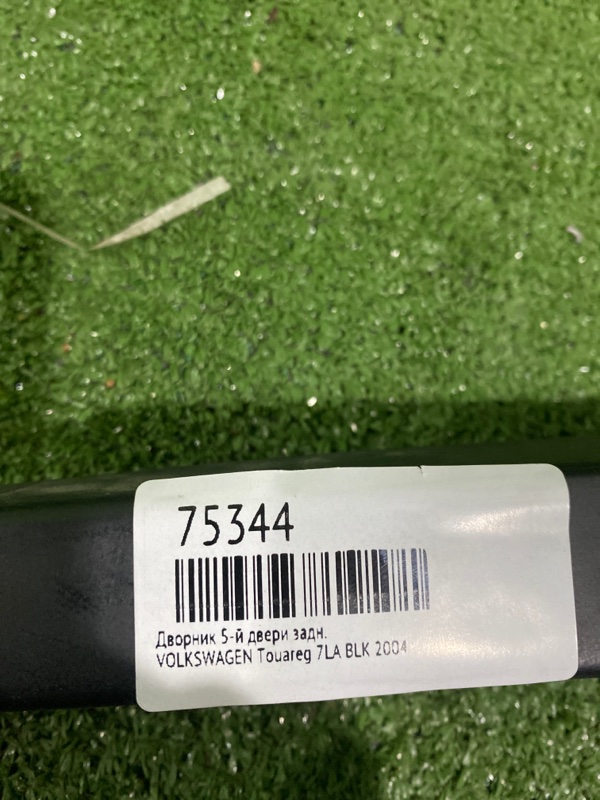 75344
Дворник 5-й двери задн.
VOLKSWAGEN Touareg 7LA BLK 2004